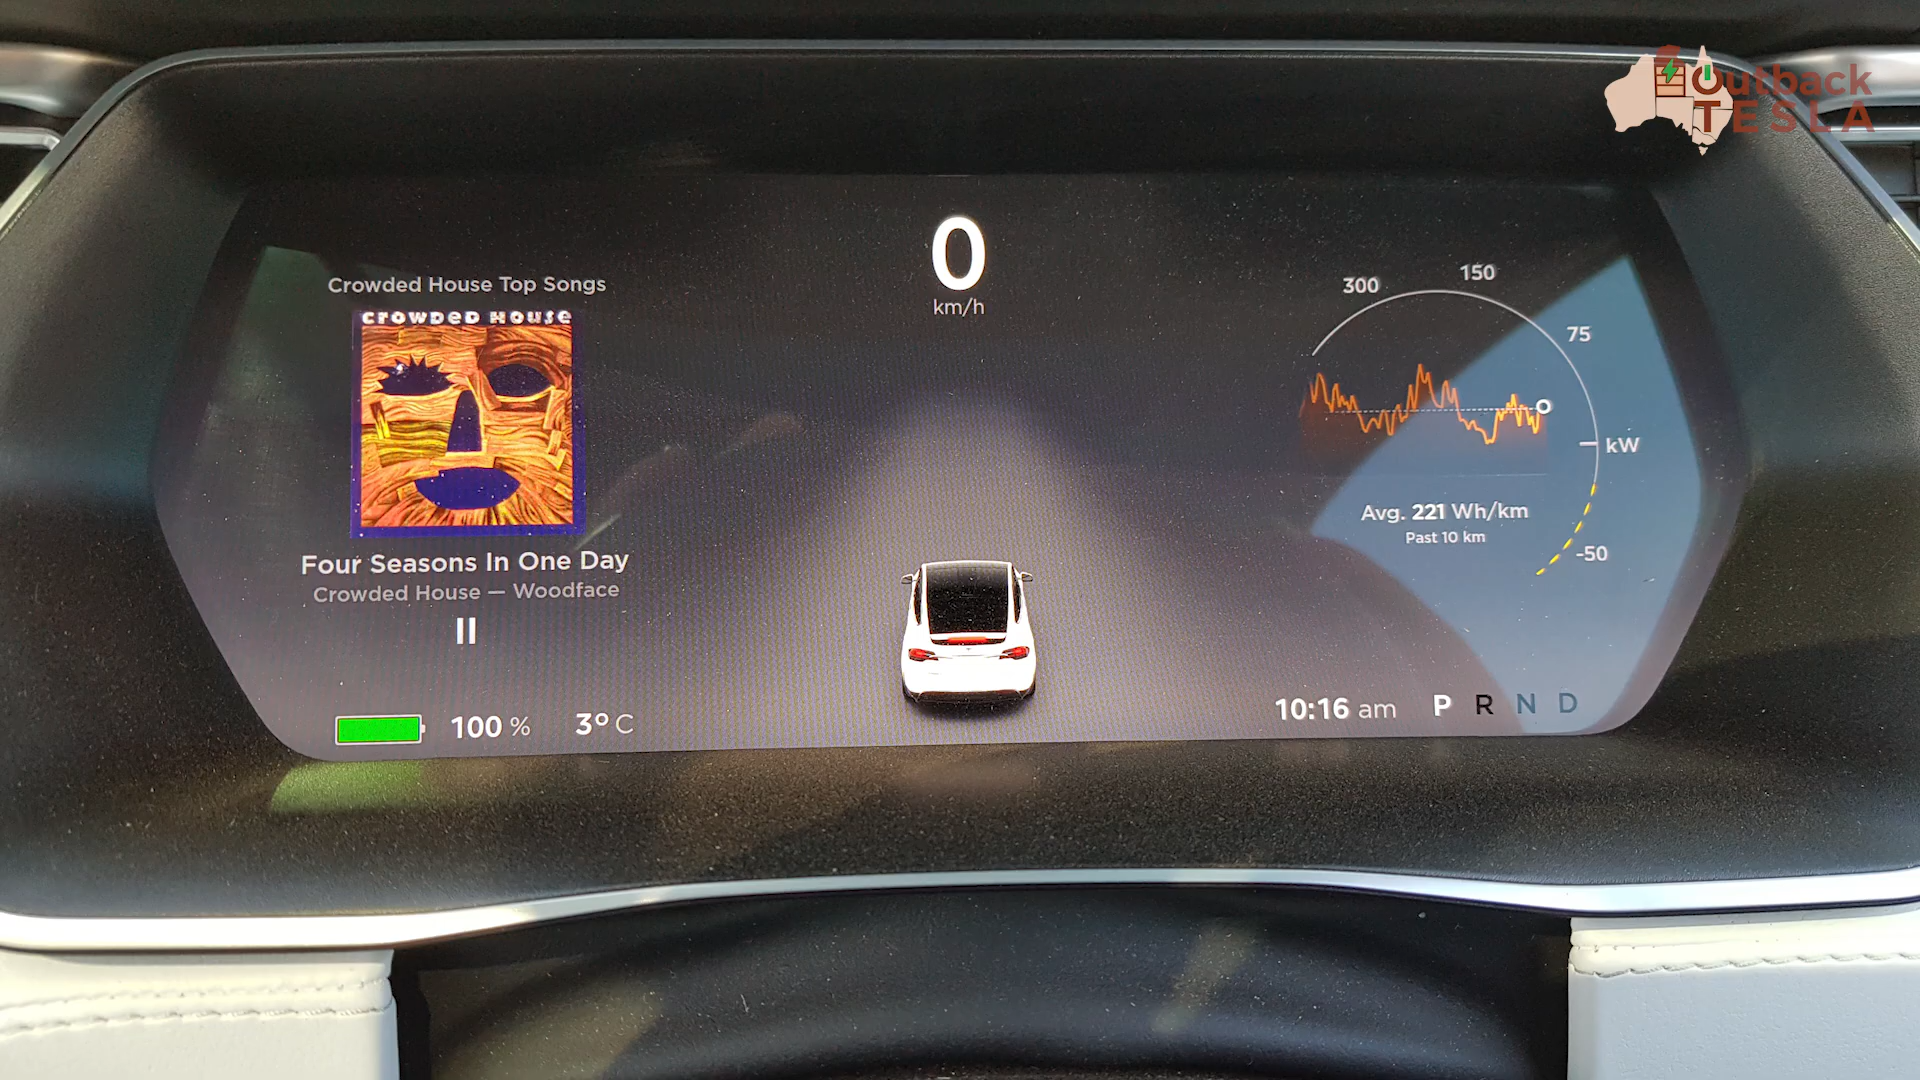 Outback
TESLA
0
km/h
Crowded House Top Songs
crowded house
Four Seasons In One Day
Crowded House — Woodface
300
150
75
kW
-50
Avg. 221 Wh/km
Past 10 km
100 %
3° C
10:16 am
P R N D